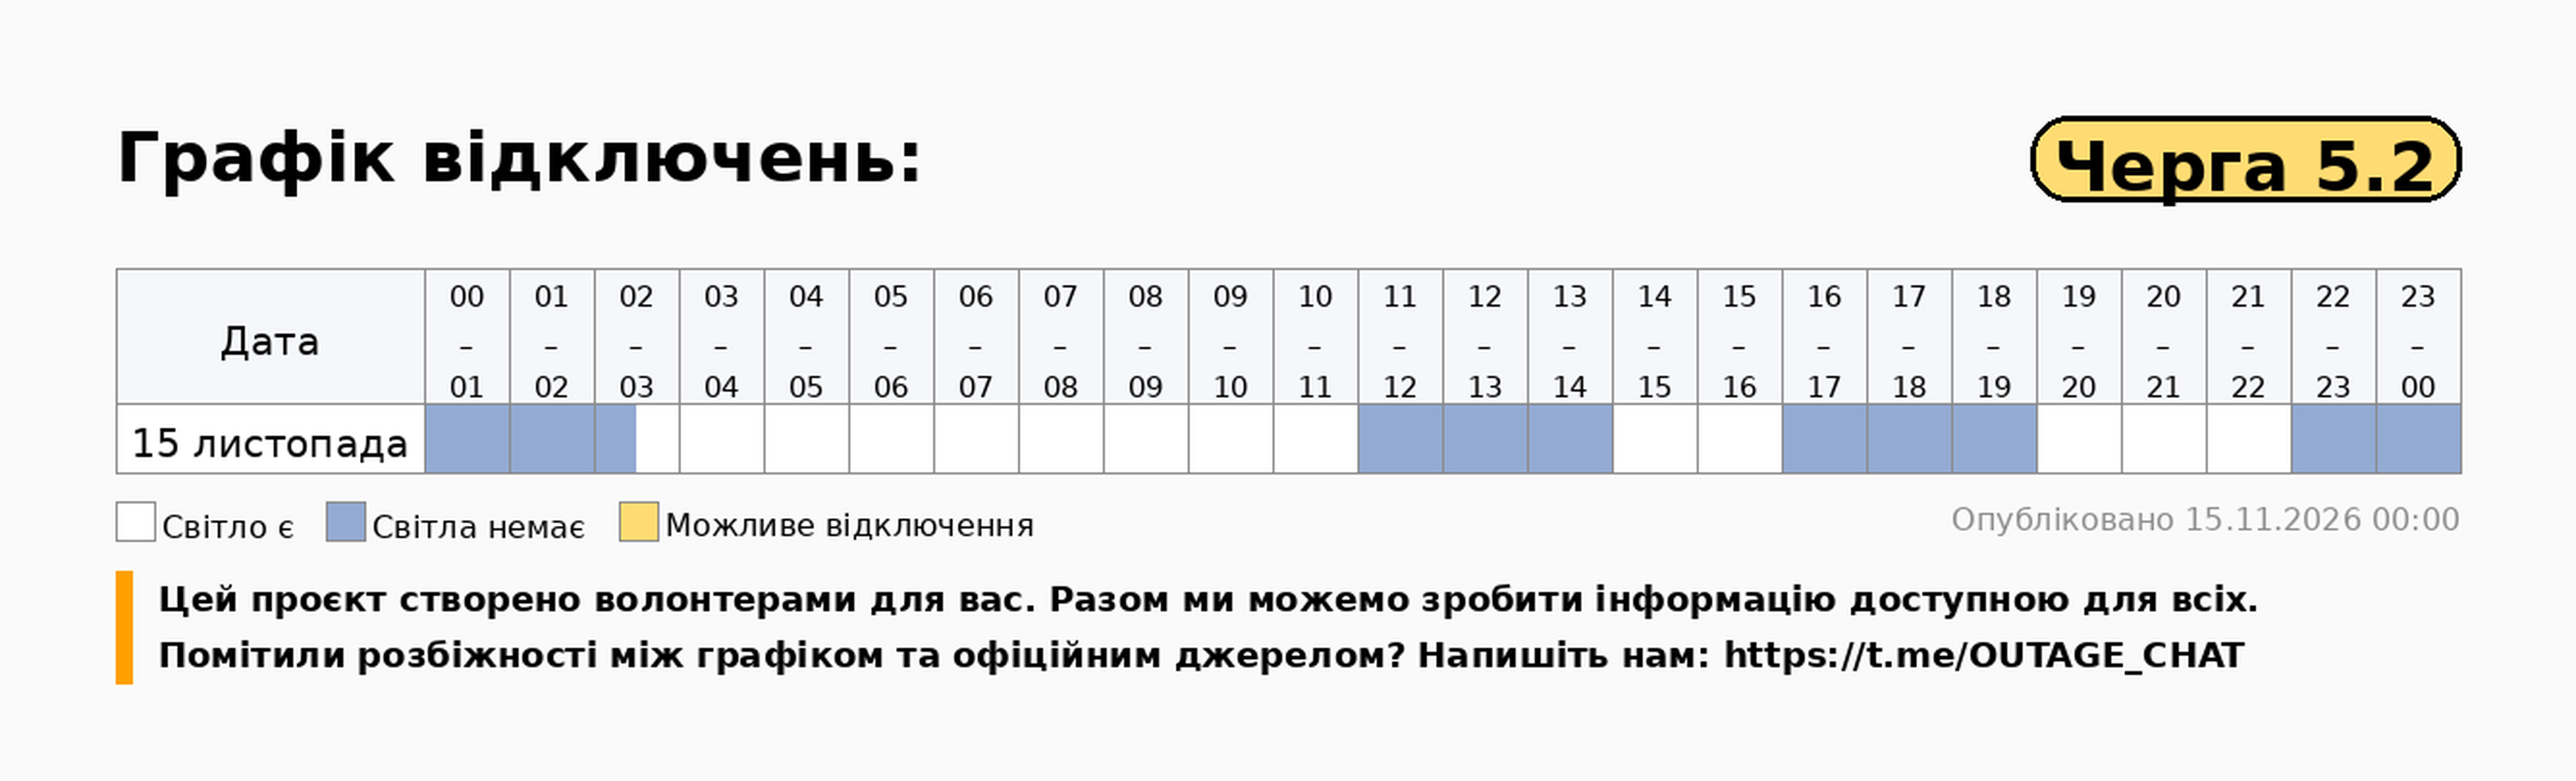 Графік відключень:
Черга 5.2
Дата 00 – 01 01 – 02 02 – 03 03 – 04 04 – 05 05 – 06 06 – 07 07 – 08 08 – 09 09 – 10 10 – 11 11 – 12 12 – 13 13 – 14 14 – 15 15 – 16 16 – 17 17 – 18 18 – 19 19 – 20 20 – 21 21 – 22 22 – 23 23 – 00
15 листопада
Світло є Світла немає Можливе відключення
Опубліковано 15.11.2026 00:00
Цей проєкт створено волонтерами для вас. Разом ми можемо зробити інформацію доступною для всіх.
Помітили розбіжності між графіком та офіційним джерелом? Напишіть нам: https://t.me/OUTAGE_CHAT